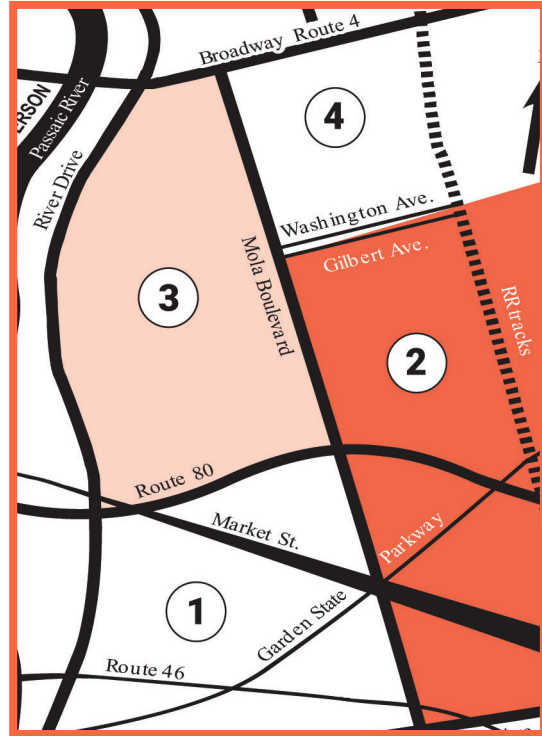 Broadway Route 4
ERSON
Passaic River
River Drive
4
Washington Ave.
Gilbert Ave.
Mola Boulevard
3
RR tracks
2
Route 80
Market St.
Parkway
1
Garden State
Route 46